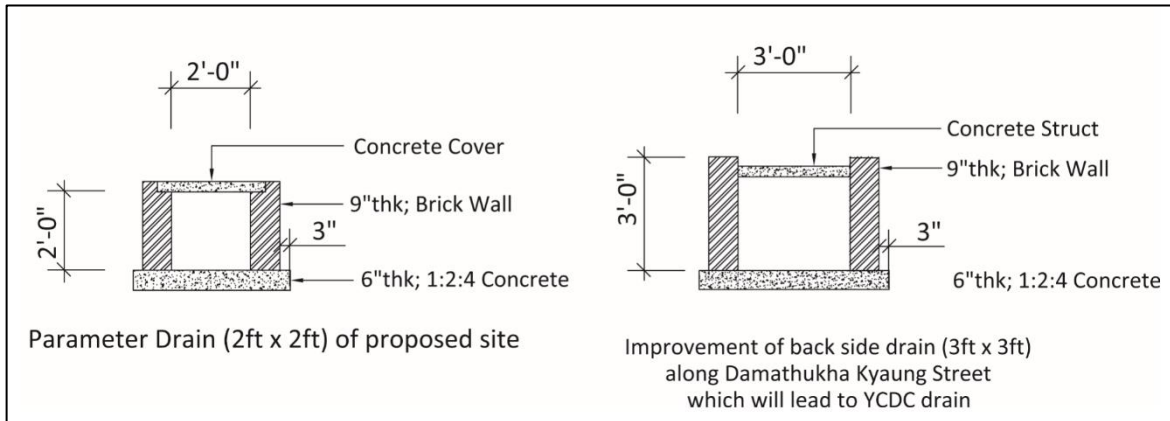 2'-0"
Concrete Cover
9"thk; Brick Wall
2'-0"
3"
6"thk; 1:2:4 Concrete
Parameter Drain (2ft x 2ft) of proposed site
3'-0"
Concrete Struct
9"thk; Brick Wall
3'-0"
3"
6"thk; 1:2:4 Concrete
Improvement of back side drain (3ft x 3ft)
along Damathukha Kyaung Street
which will lead to YCDC drain